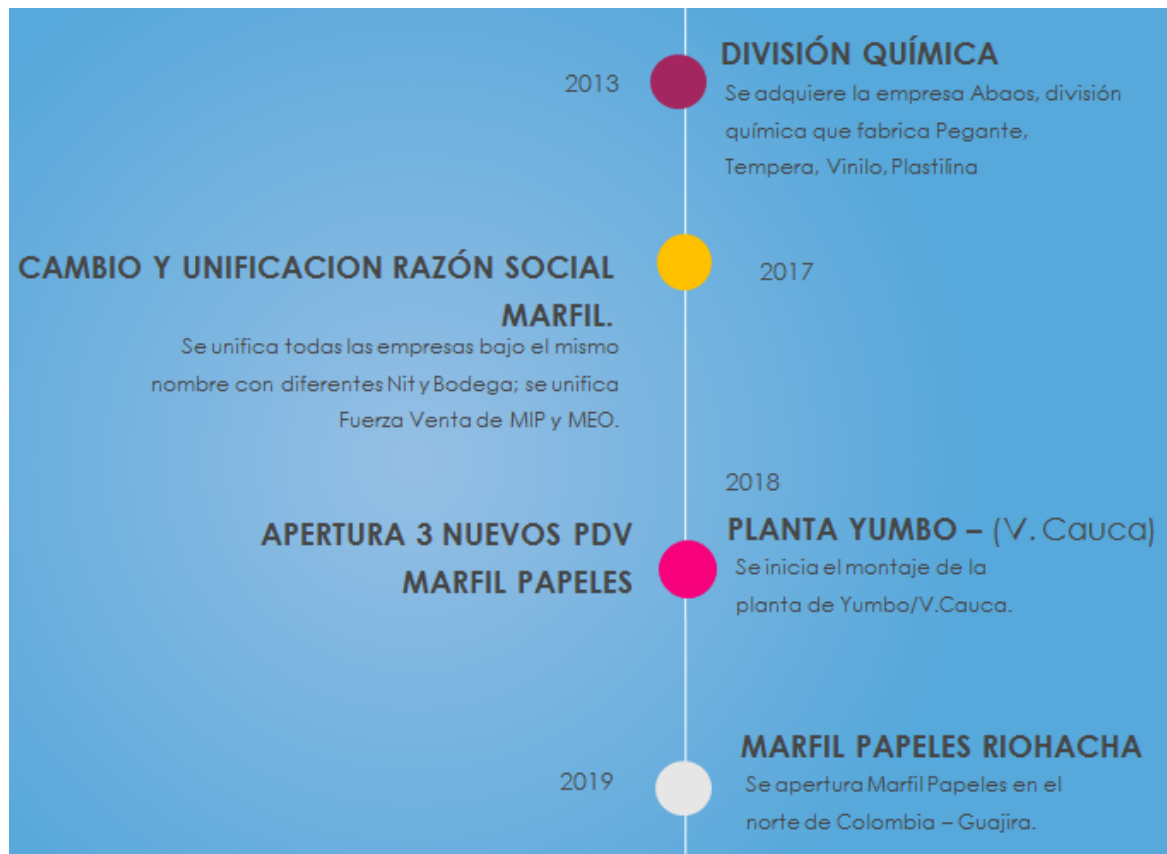 2013
DIVISIÓN QUÍMICA
Se adquiere la empresa Abaos, división
química que fabrica Pegante,
Tempera, Vinilo, Plastilina
CAMBIO Y UNIFICACION RAZÓN SOCIAL
MARFIL.
2017
Se unifica todas las empresas bajo el mismo
nombre con diferentes Nit y Bodega; se unifica
Fuerza Venta de MIP y MEO.
2018
APERTURA 3 NUEVOS PDV
MARFIL PAPELES
PLANTA YUMBO – (V. Cauca)
Se inicia el montaje de la
planta de Yumbo/V.Cauca.
2019
MARFIL PAPELES RIOHACHA
Se apertura Marfil Papeles en el
norte de Colombia – Guajira.